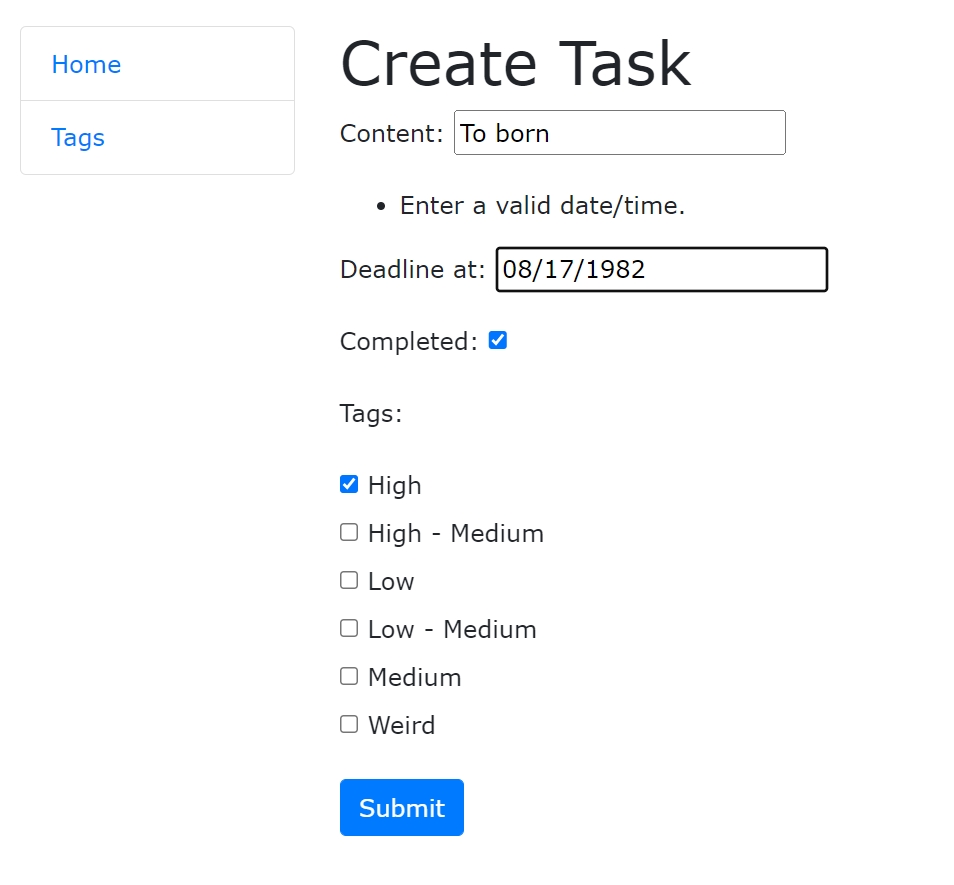 Home
Tags
Create Task
Content: To born
Enter a valid date/time.
Deadline at: 08/17/1982
Completed:
Tags:
High
High - Medium
Low
Low - Medium
Medium
Weird
Submit